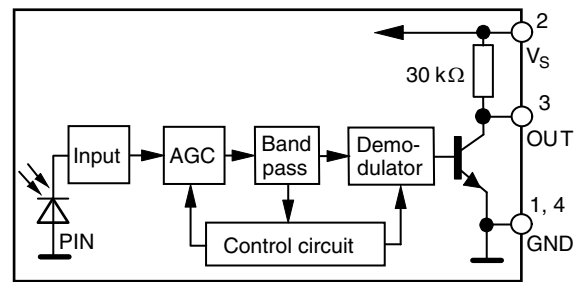 2
30 kΩ
VS
3
OUT
Input
AGC
Band
pass
Demo-
dulator
1, 4
GND
PIN
Control circuit